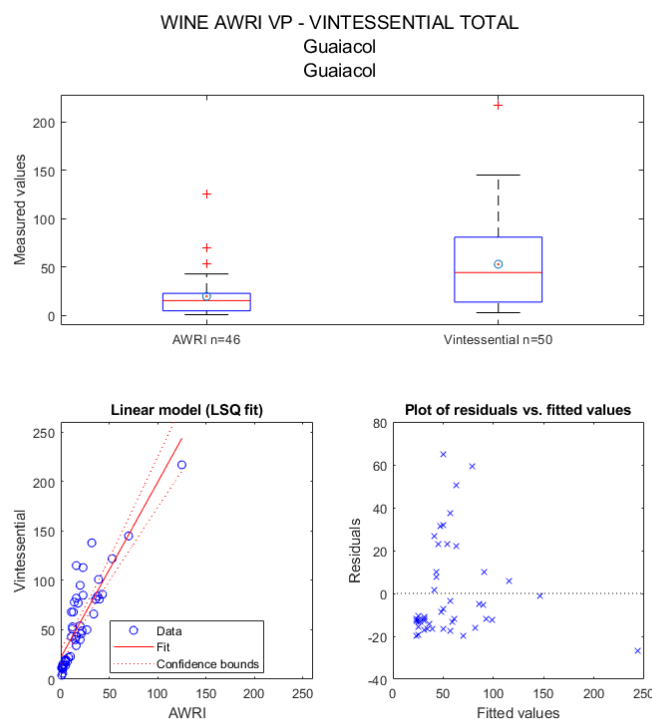 WINE AWRI VP - VINTESSENTIAL TOTAL
Guaiacol
Guaiacol
200
150
100
50
0
Measured values
AWRI n=46
Vintessential n=50
Linear model (LSQ fit)
250
200
150
100
50
0
Vintessential
Data
Fit
Confidence bounds
0 50 100 150 200 250
AWRI
Plot of residuals vs. fitted values
80
60
40
20
0
-20
-40
Residuals
0 50 100 150 200 250
Fitted values